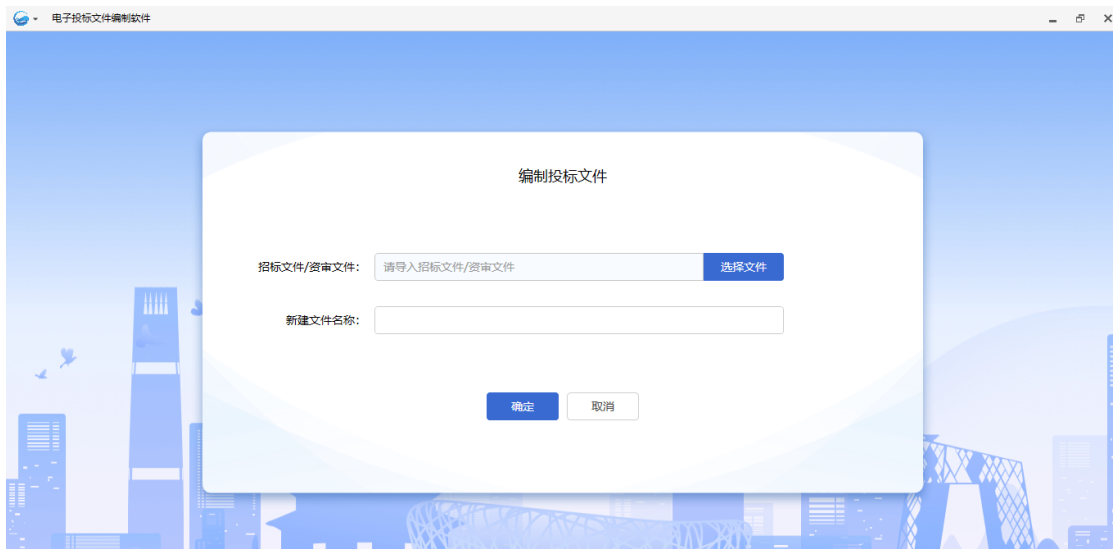 电子投标文件编制软件
编制投标文件
招标文件/资审文件： 请导入招标文件/资审文件 选择文件
新建文件名称：
确定 取消